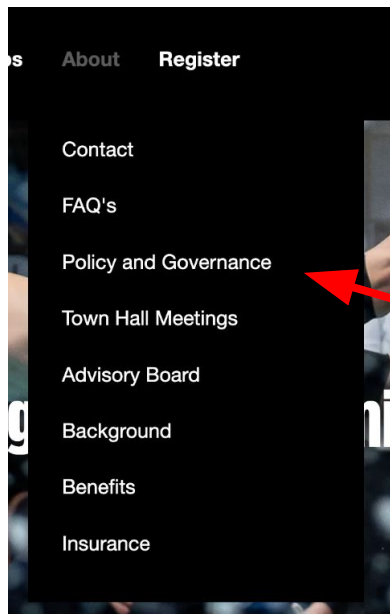 About Register
Contact
FAQ's
Policy and Governance
Town Hall Meetings
Advisory Board
Background
Benefits
Insurance